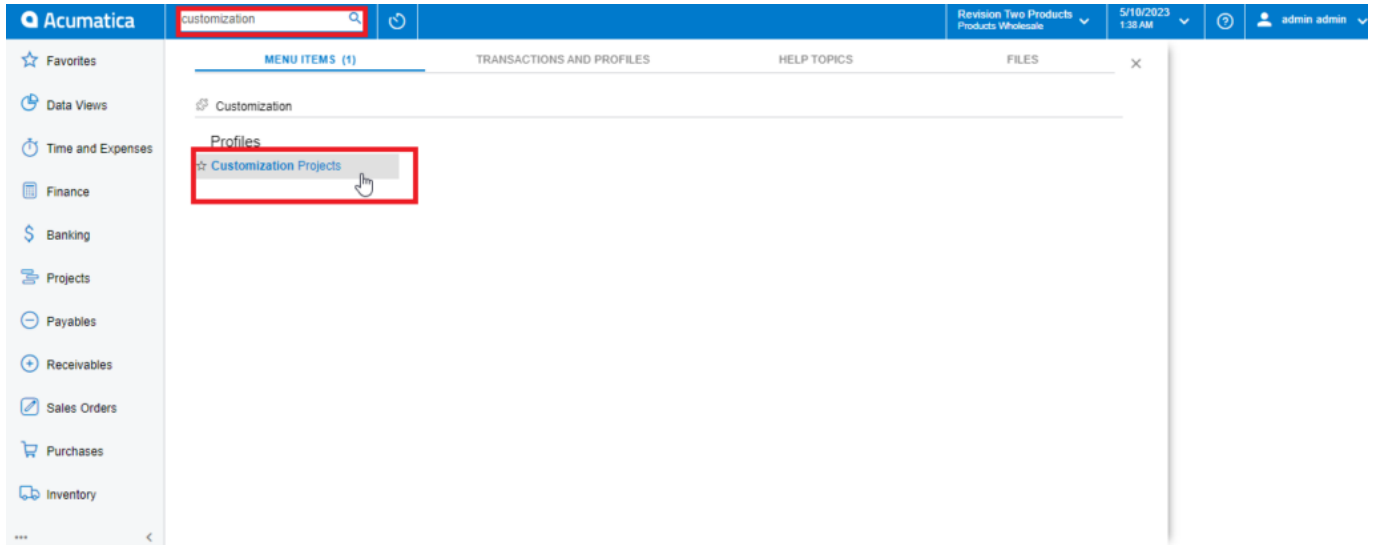 Acumatica
customization
Revision Two Products
Products Wholesale
5/10/2023
1:38 AM
admin admin
Favorites
Data Views
Time and Expenses
Finance
Banking
Projects
Payables
Receivables
Sales Orders
Purchases
Inventory
MENU ITEMS (1)
TRANSACTIONS AND PROFILES
HELP TOPICS
FILES
Customization
Profiles
Customization Projects